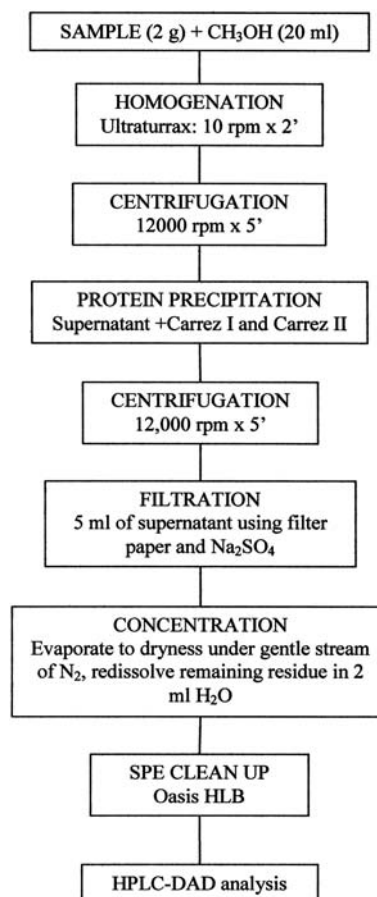 SAMPLE (2 g) + CH₃OH (20 ml)
HOMOGENATION
Ultraturrax: 10 rpm x 2’
CENTRIFUGATION
12000 rpm x 5’
PROTEIN PRECIPITATION
Supernatant +Carrez I and Carrez II
CENTRIFUGATION
12,000 rpm x 5’
FILTRATION
5 ml of supernatant using filter
paper and Na₂SO₄
CONCENTRATION
Evaporate to dryness under gentle stream
of N₂, redissolve remaining residue in 2
ml H₂O
SPE CLEAN UP
Oasis HLB
HPLC-DAD analysis